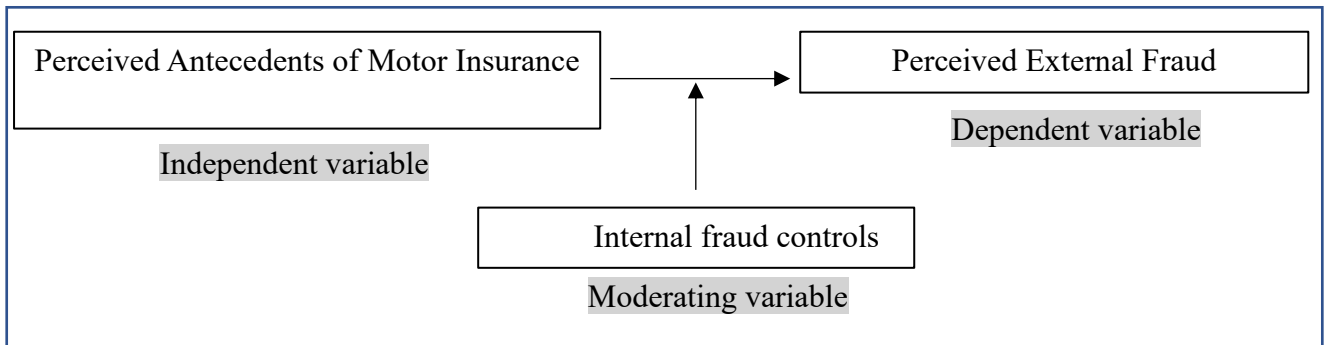 Perceived Antecedents of Motor Insurance
Perceived External Fraud
Independent variable
Dependent variable
Internal fraud controls
Moderating variable